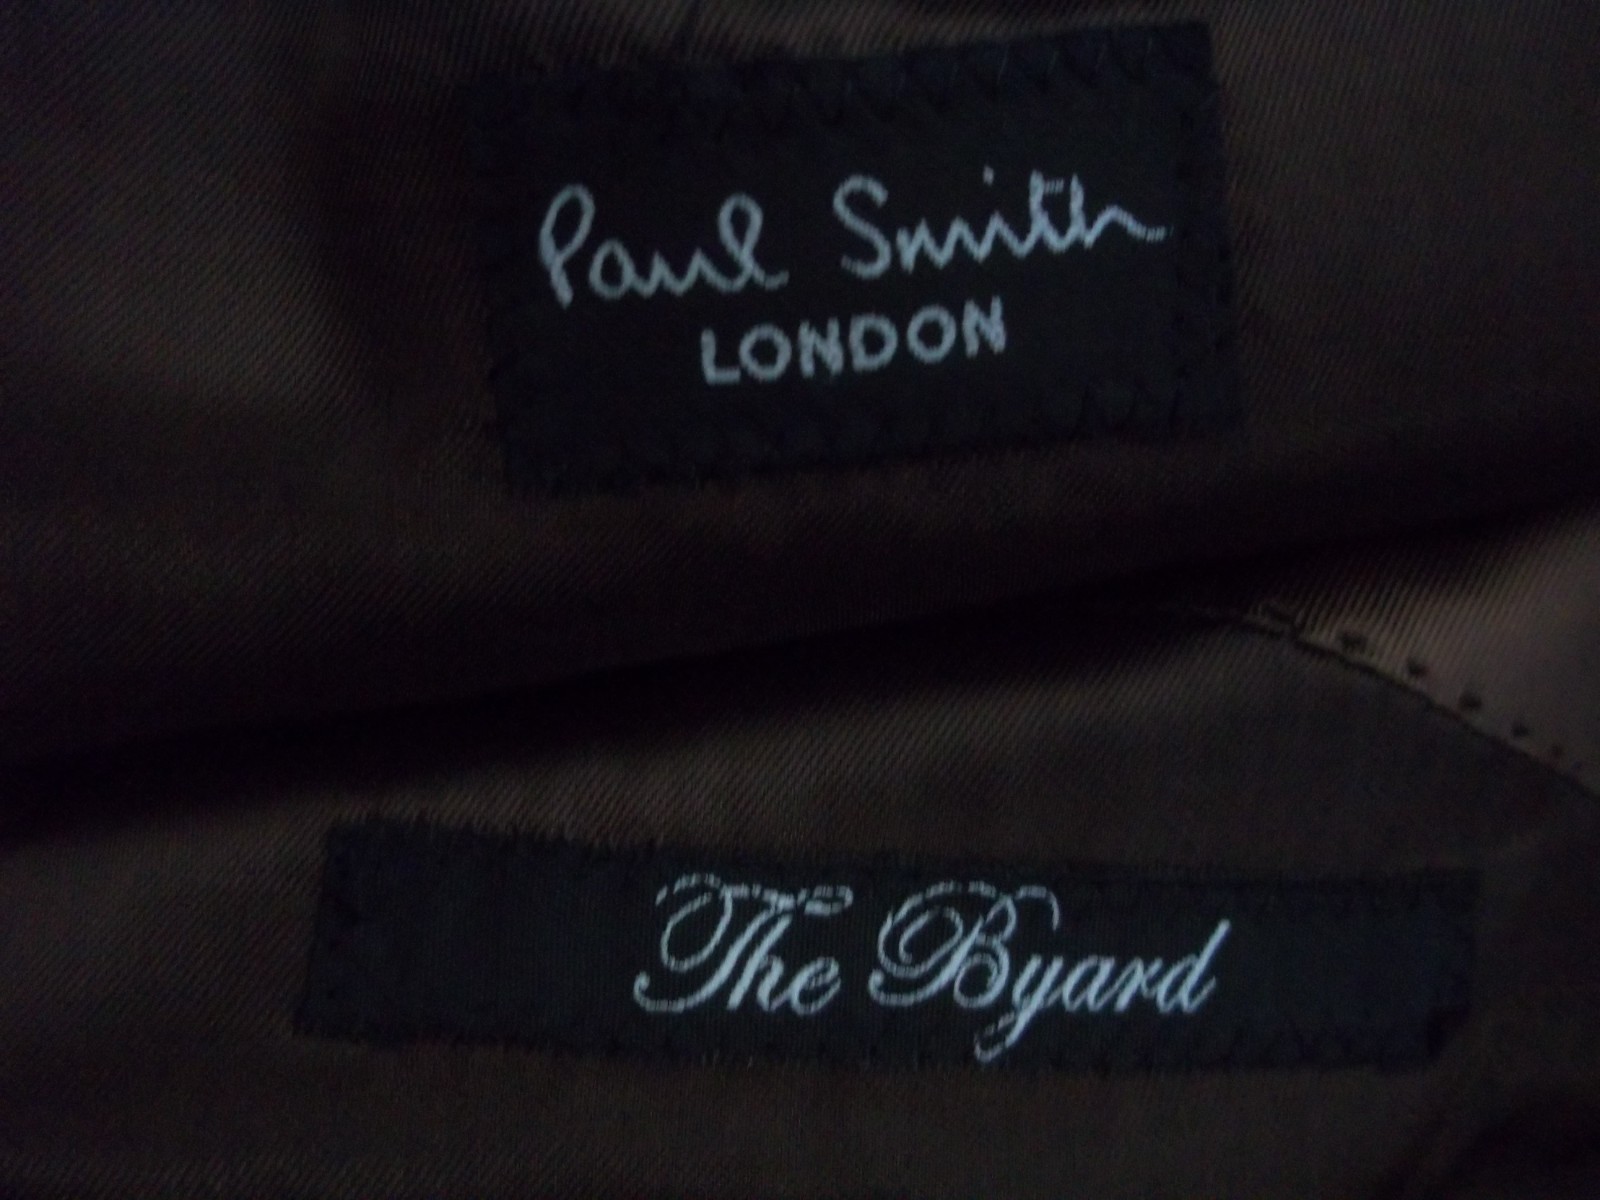 Paul Smith
LONDON
The Byard